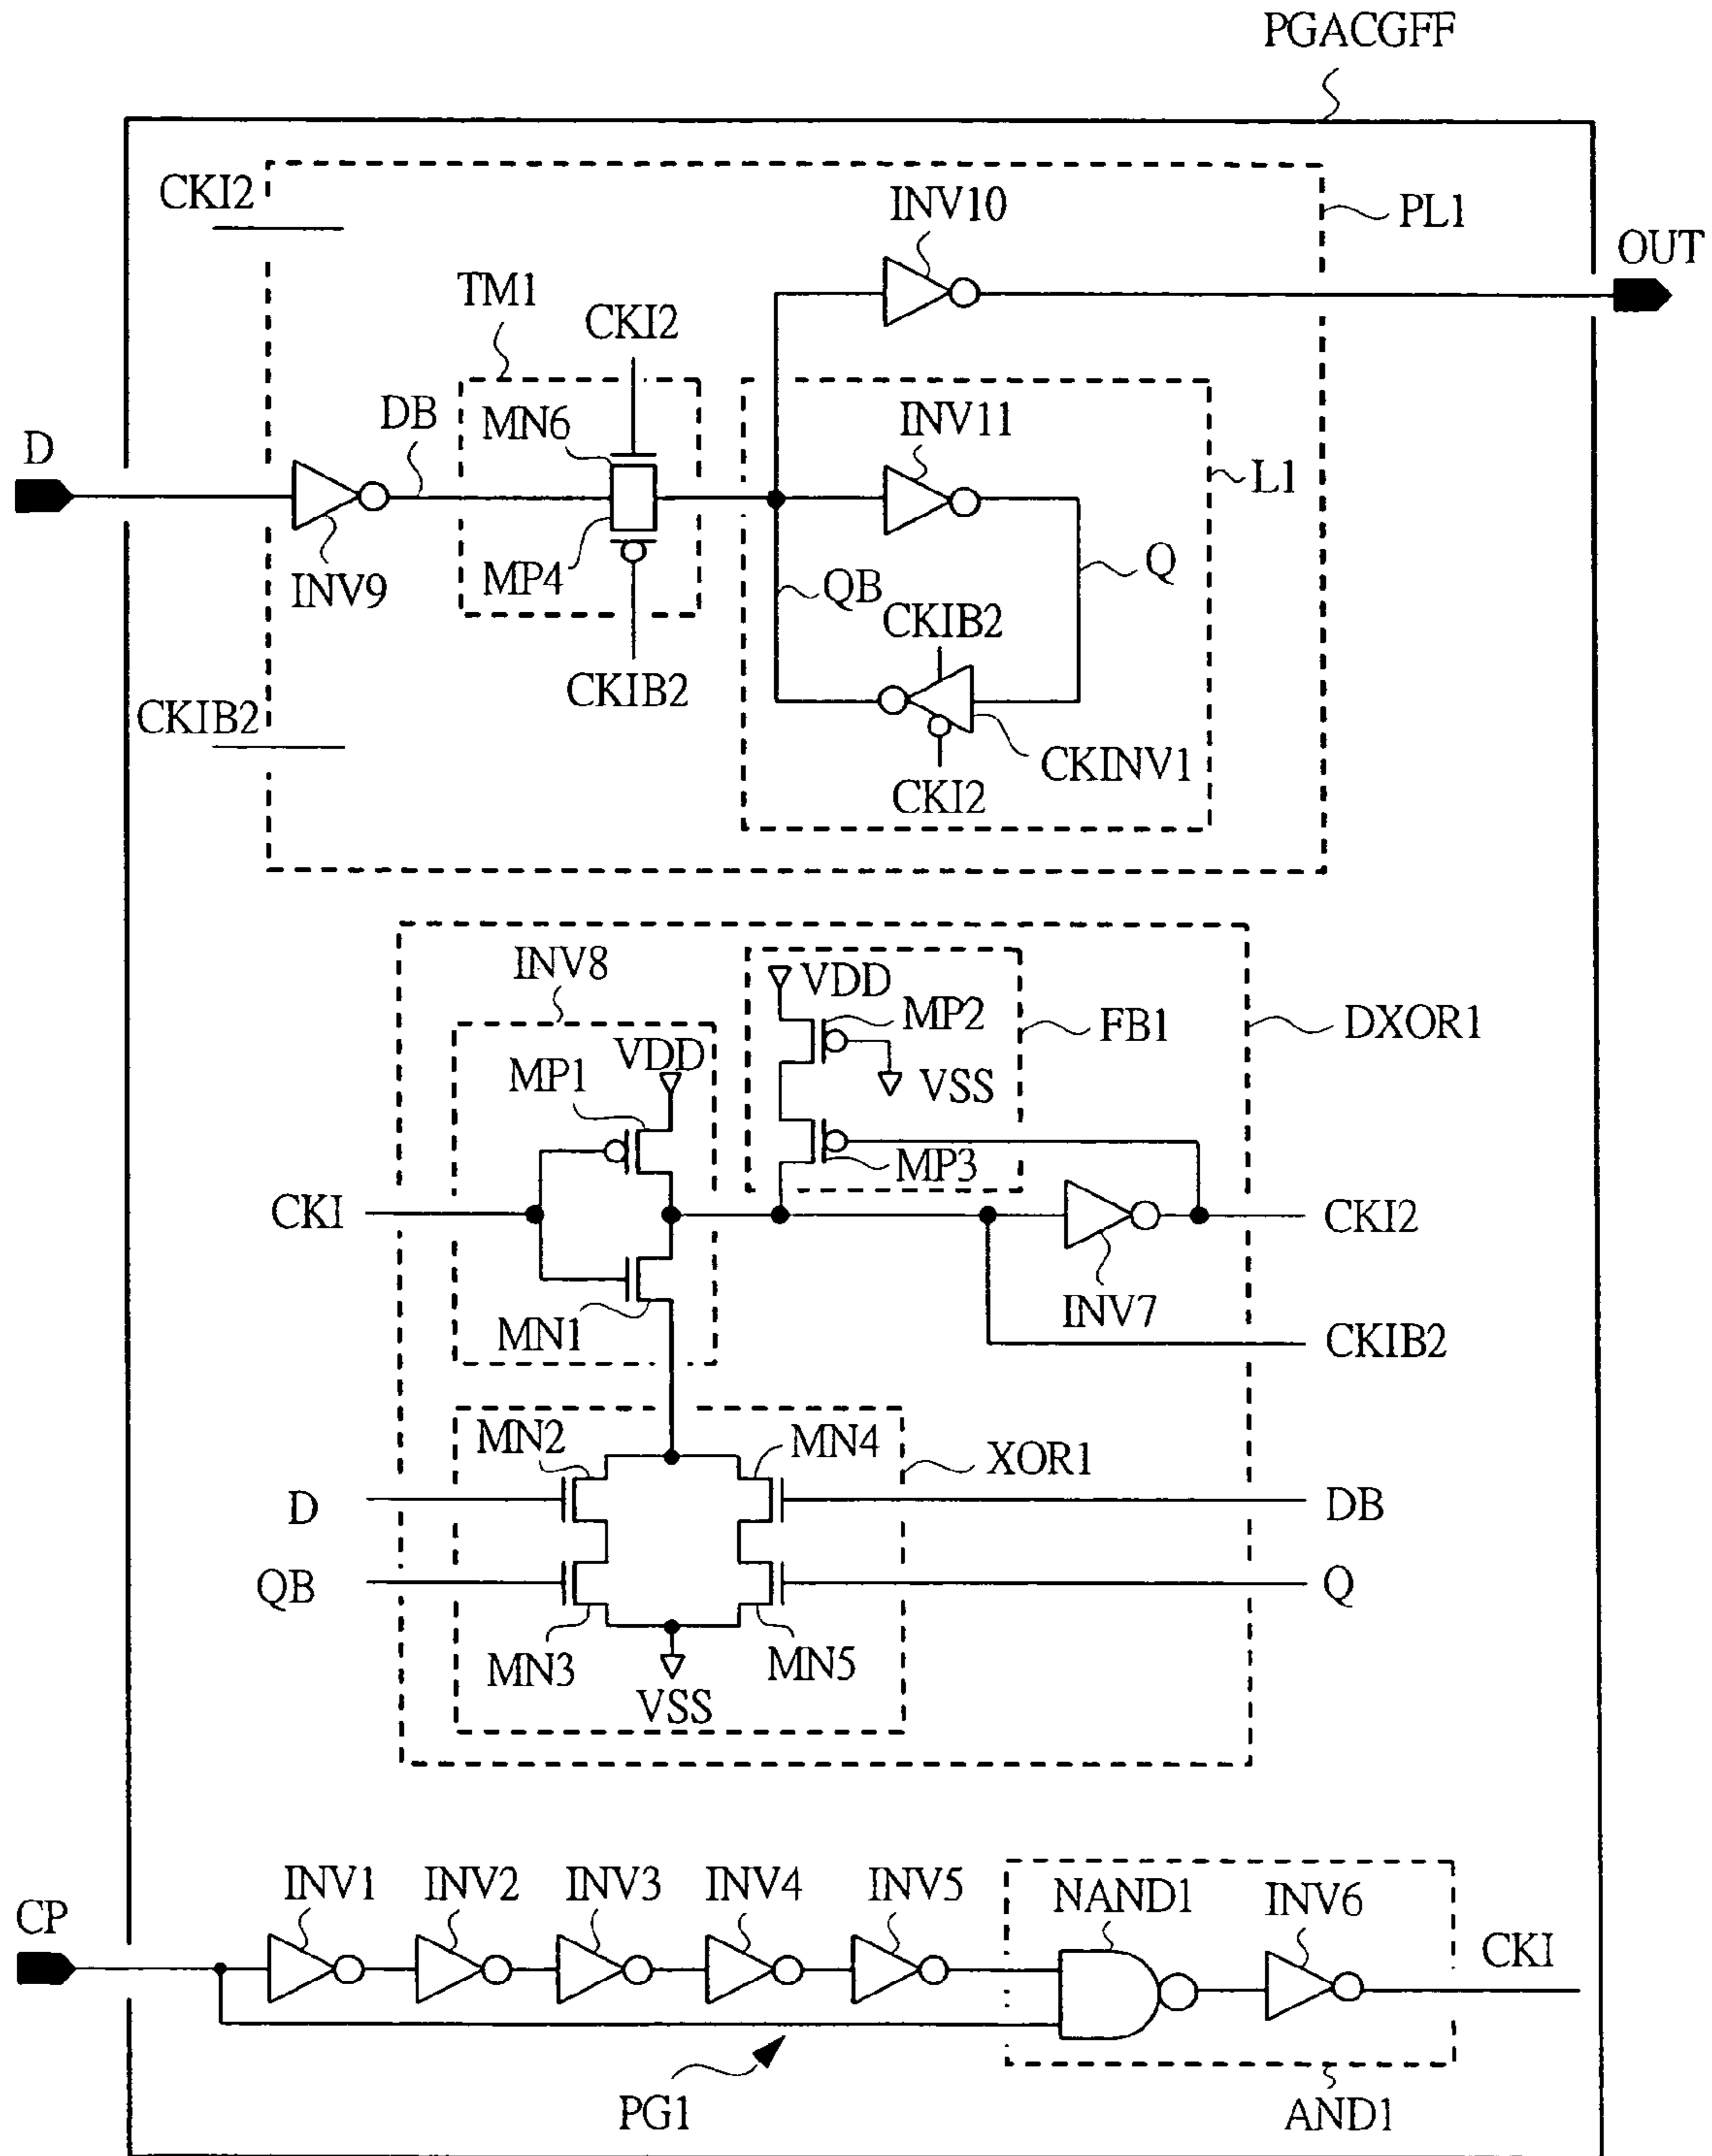 PGACGFF
CKI2
INV10
PL1
OUT
TM1
CKI2
DB
MN6
INV11
D
L1
MP4
QB
Q
INV9
CKIB2
CKIB2
CKIB2
CKINV1
CKI2
INV8
VDD
MP2
FB1
DXOR1
VDD
MP1
VSS
MP3
CKI
CKI2
INV7
MN1
CKIB2
MN2
MN4
XOR1
D
DB
QB
Q
MN3
MN5
VSS
INV1
INV2
INV3
INV4
INV5
NAND1
INV6
CP
CKI
PG1
AND1